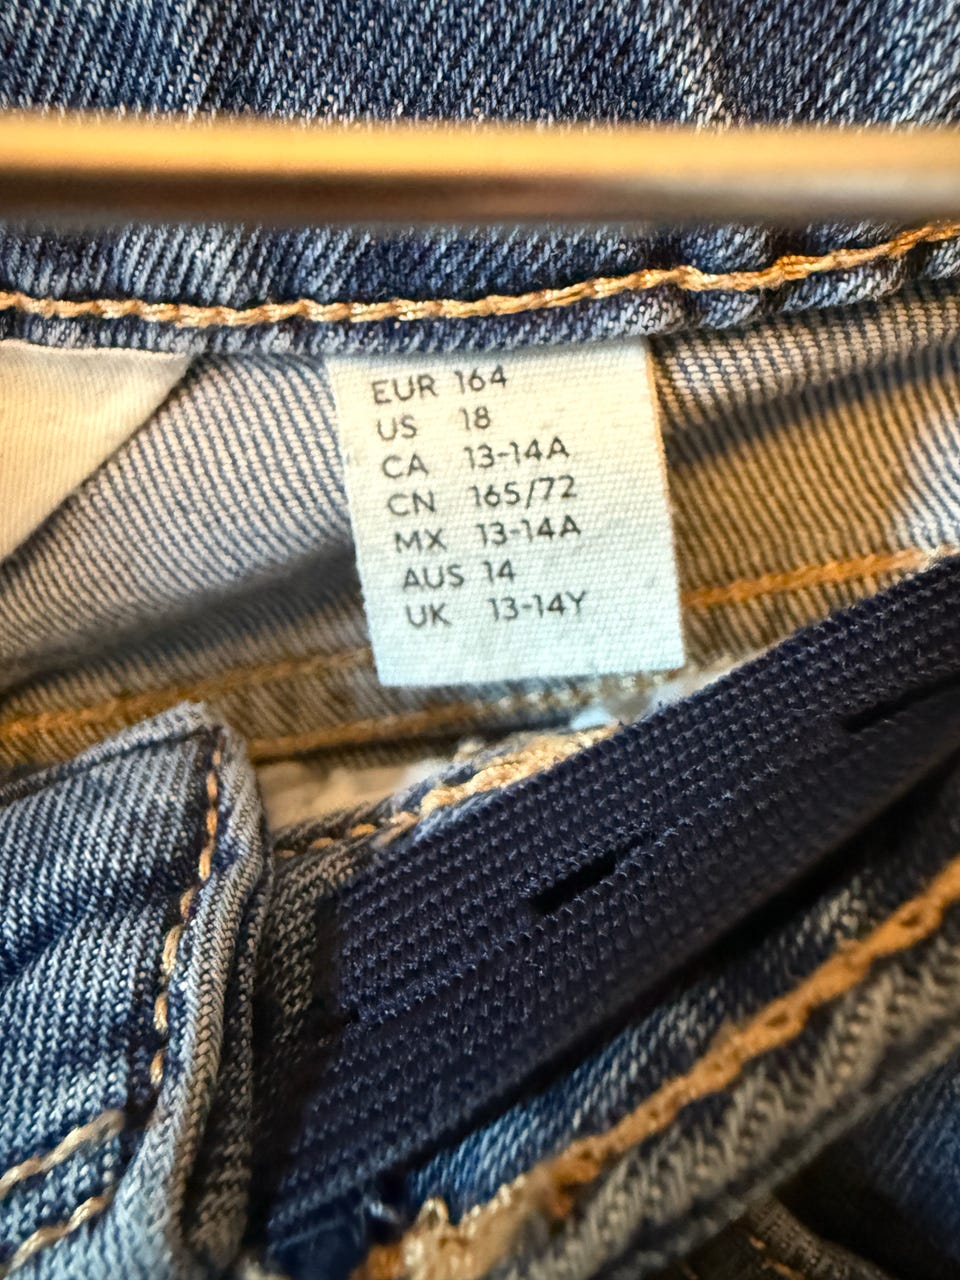 EUR 164
US 18
CA 13-14A
CN 165/72
MX 13-14A
AUS 14
UK 13-14Y